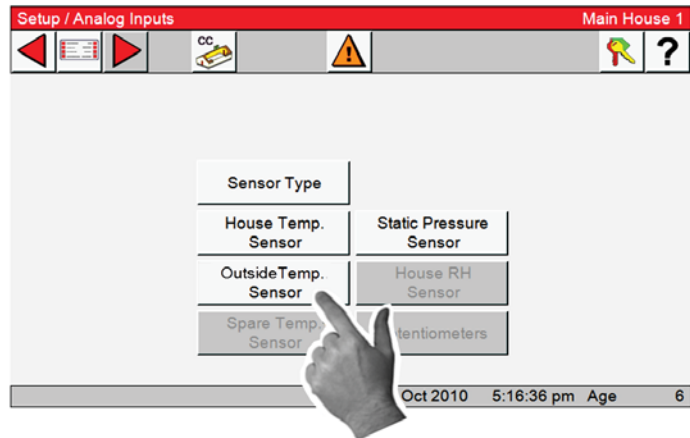 Setup / Analog Inputs
Main House 1
CC
?
Sensor Type
House Temp.
Sensor
Static Pressure
Sensor
OutsideTemp..
Sensor
House RH
Sensor
Spare Temp.
Sensor
Oct 2010 5:16:36 pm Age 6